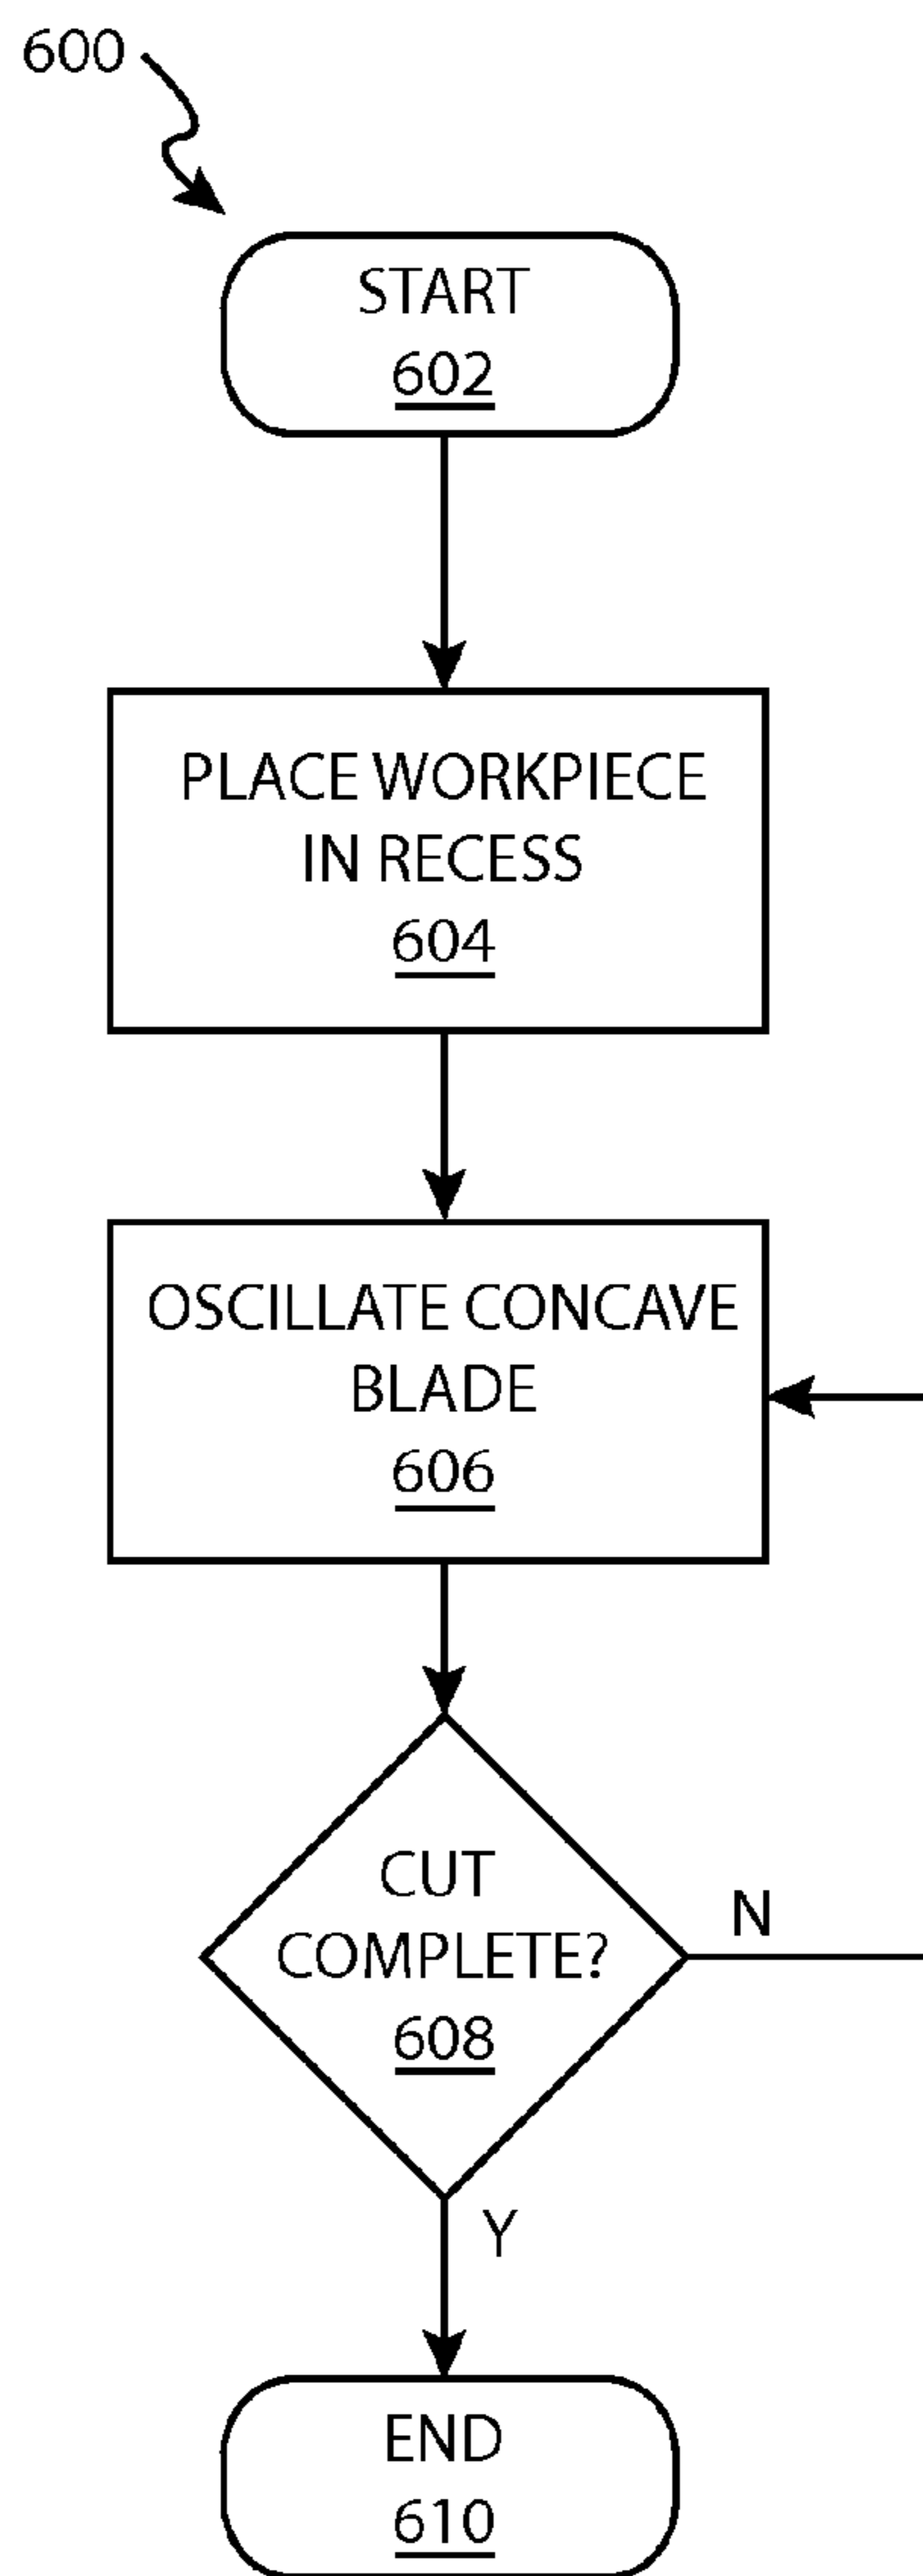 600
START
602
PLACE WORKPIECE
IN RECESS
604
OSCILLATE CONCAVE
BLADE
606
CUT
COMPLETE?
608
N
Y
END
610